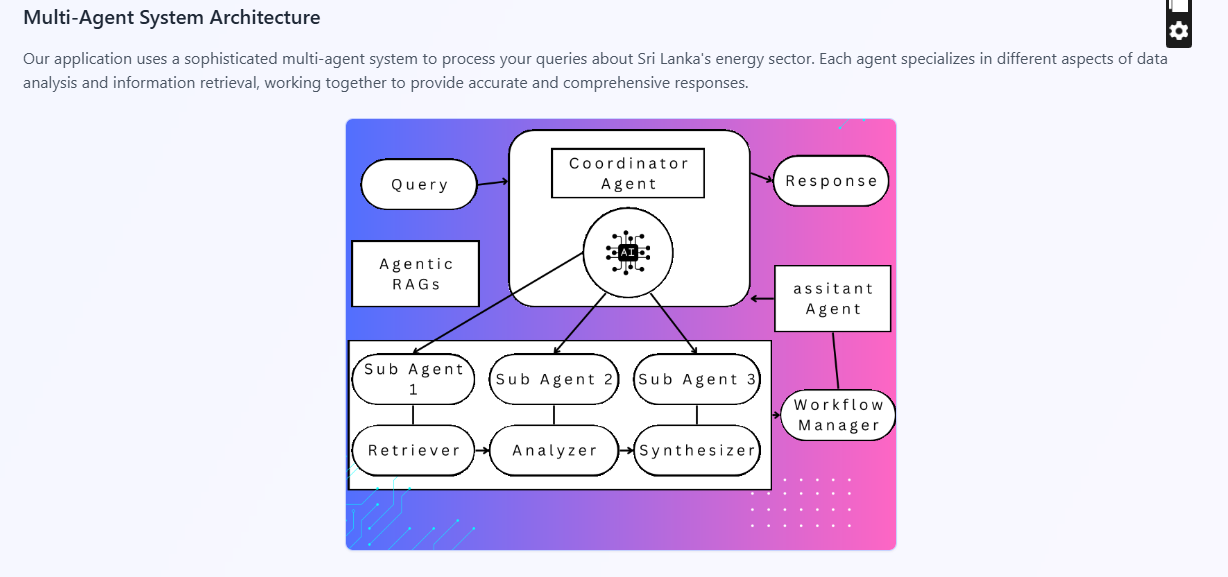 Multi-Agent System Architecture
Our application uses a sophisticated multi-agent system to process your queries about Sri Lanka's energy sector. Each agent specializes in different aspects of data
analysis and information retrieval, working together to provide accurate and comprehensive responses.
Query
Coordinator
Agent
Response
AI
Agentic
RAGs
assitant
Agent
Sub Agent
1
Sub Agent 2
Sub Agent 3
Workflow
Manager
Retriever
Analyzer
Synthesizer